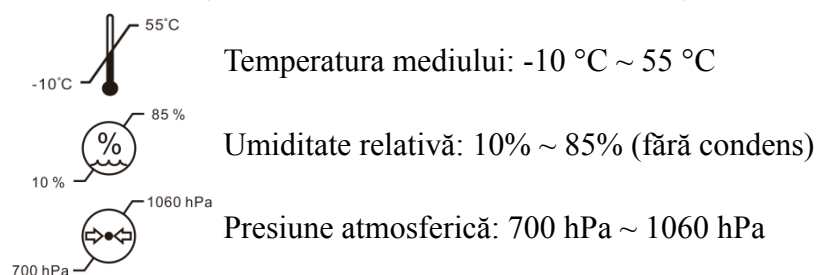 55°C
-10°C
Temperatura mediului: -10 °C ~ 55 °C
85 %
%
10 %
Umiditate relativă: 10% ~ 85% (fără condens)
1060 hPa
700 hPa
Presiune atmosferică: 700 hPa ~ 1060 hPa